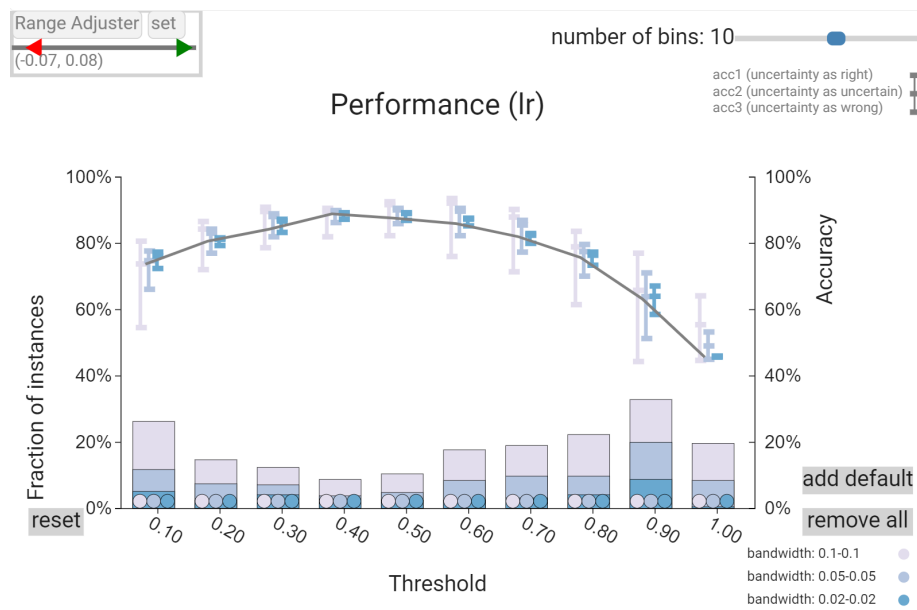 Range Adjuster set
(-0.07, 0.08)
number of bins: 10
acc1 (uncertainty as right)
acc2 (uncertainty as uncertain)
acc3 (uncertainty as wrong)
Performance (lr)
100%
80%
60%
40%
20%
0%
Fraction of instances
100%
80%
60%
40%
20%
0%
Accuracy
0.10 0.20 0.30 0.40 0.50 0.60 0.70 0.80 0.90 1.00
Threshold
reset
add default
remove all
bandwidth: 0.1-0.1
bandwidth: 0.05-0.05
bandwidth: 0.02-0.02